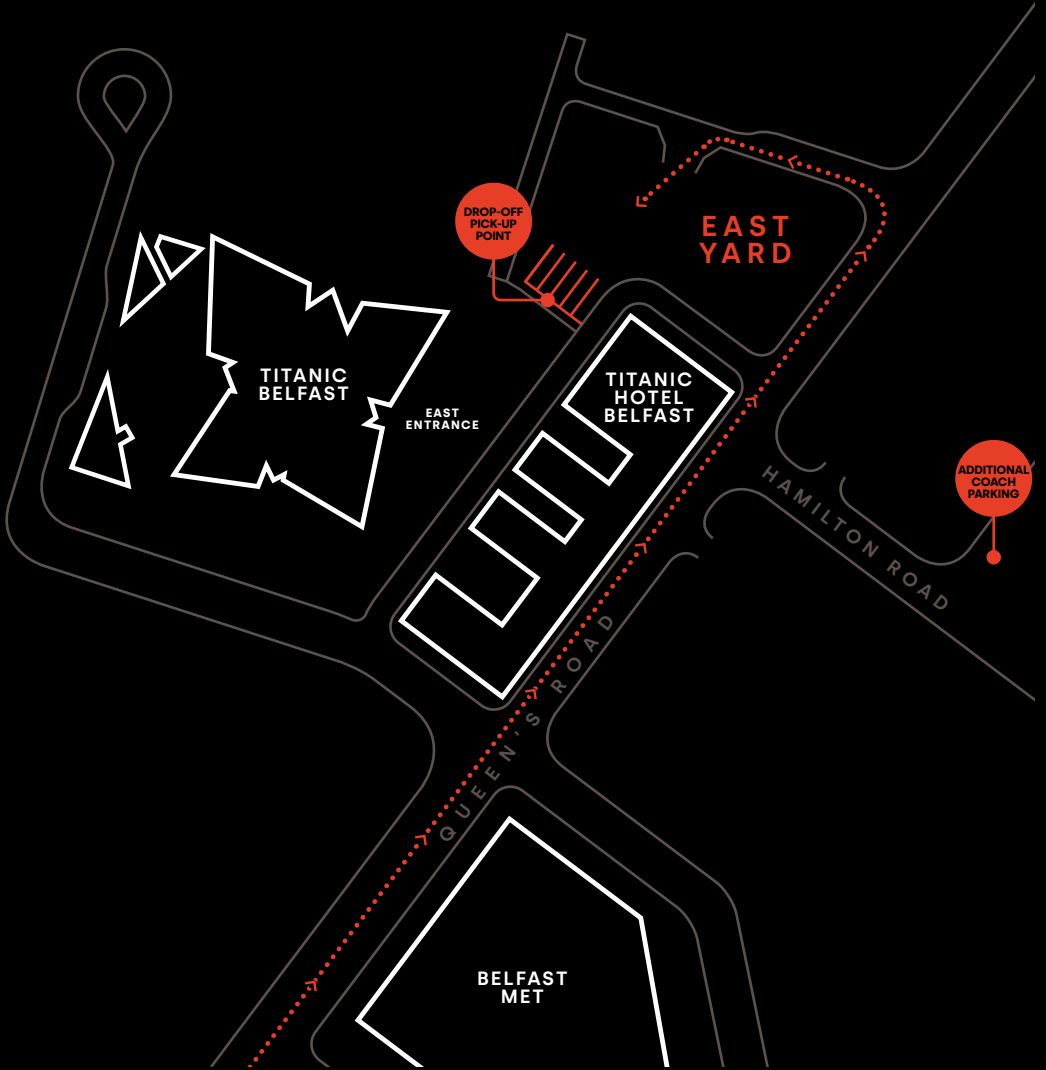 DROP-OFF
PICK-UP
POINT
EAST
YARD
TITANIC
BELFAST
EAST
ENTRANCE
TITANIC
HOTEL
BELFAST
ADDITIONAL
COACH
PARKING
HAMILTON ROAD
QUEEN'S ROAD
BELFAST
MET